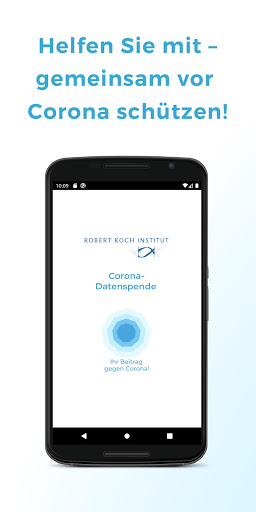 Helfen Sie mit –
gemeinsam vor
Corona schützen!
10:09
ROBERT KOCH INSTITUT
Corona-
Datenspende
Ihr Beitrag
gegen Corona!